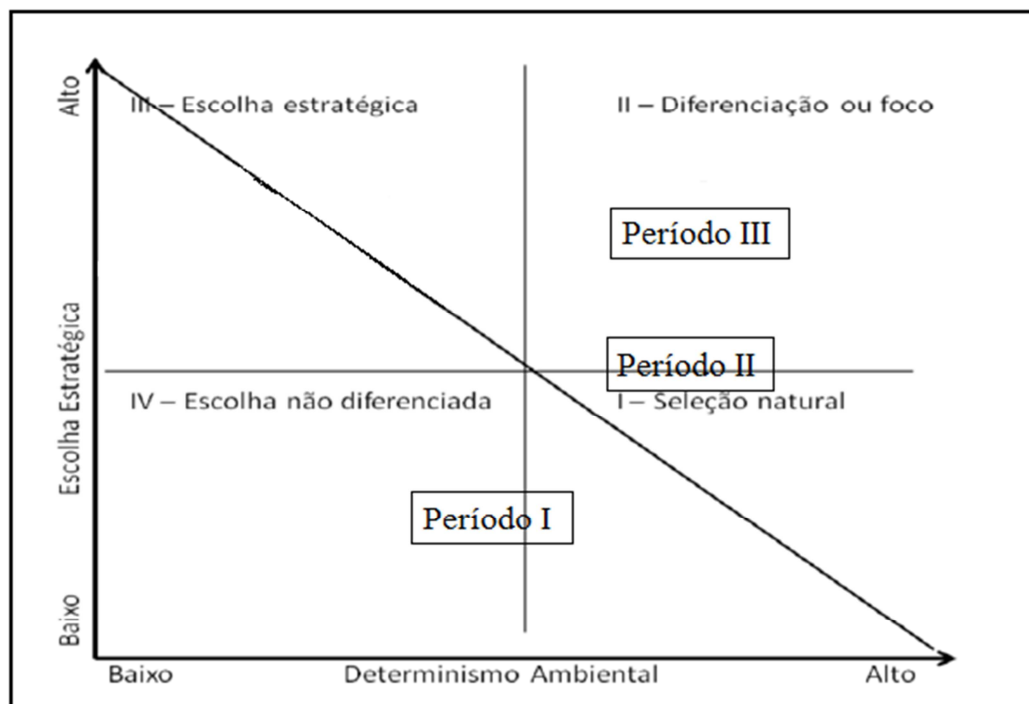 Alto
III – Escolha estratégica
II – Diferenciação ou foco
Período III
Escolha Estratégica
Período II
IV – Escolha não diferenciada
I – Seleção natural
Período I
Baixo
Baixo
Determinismo Ambiental
Alto